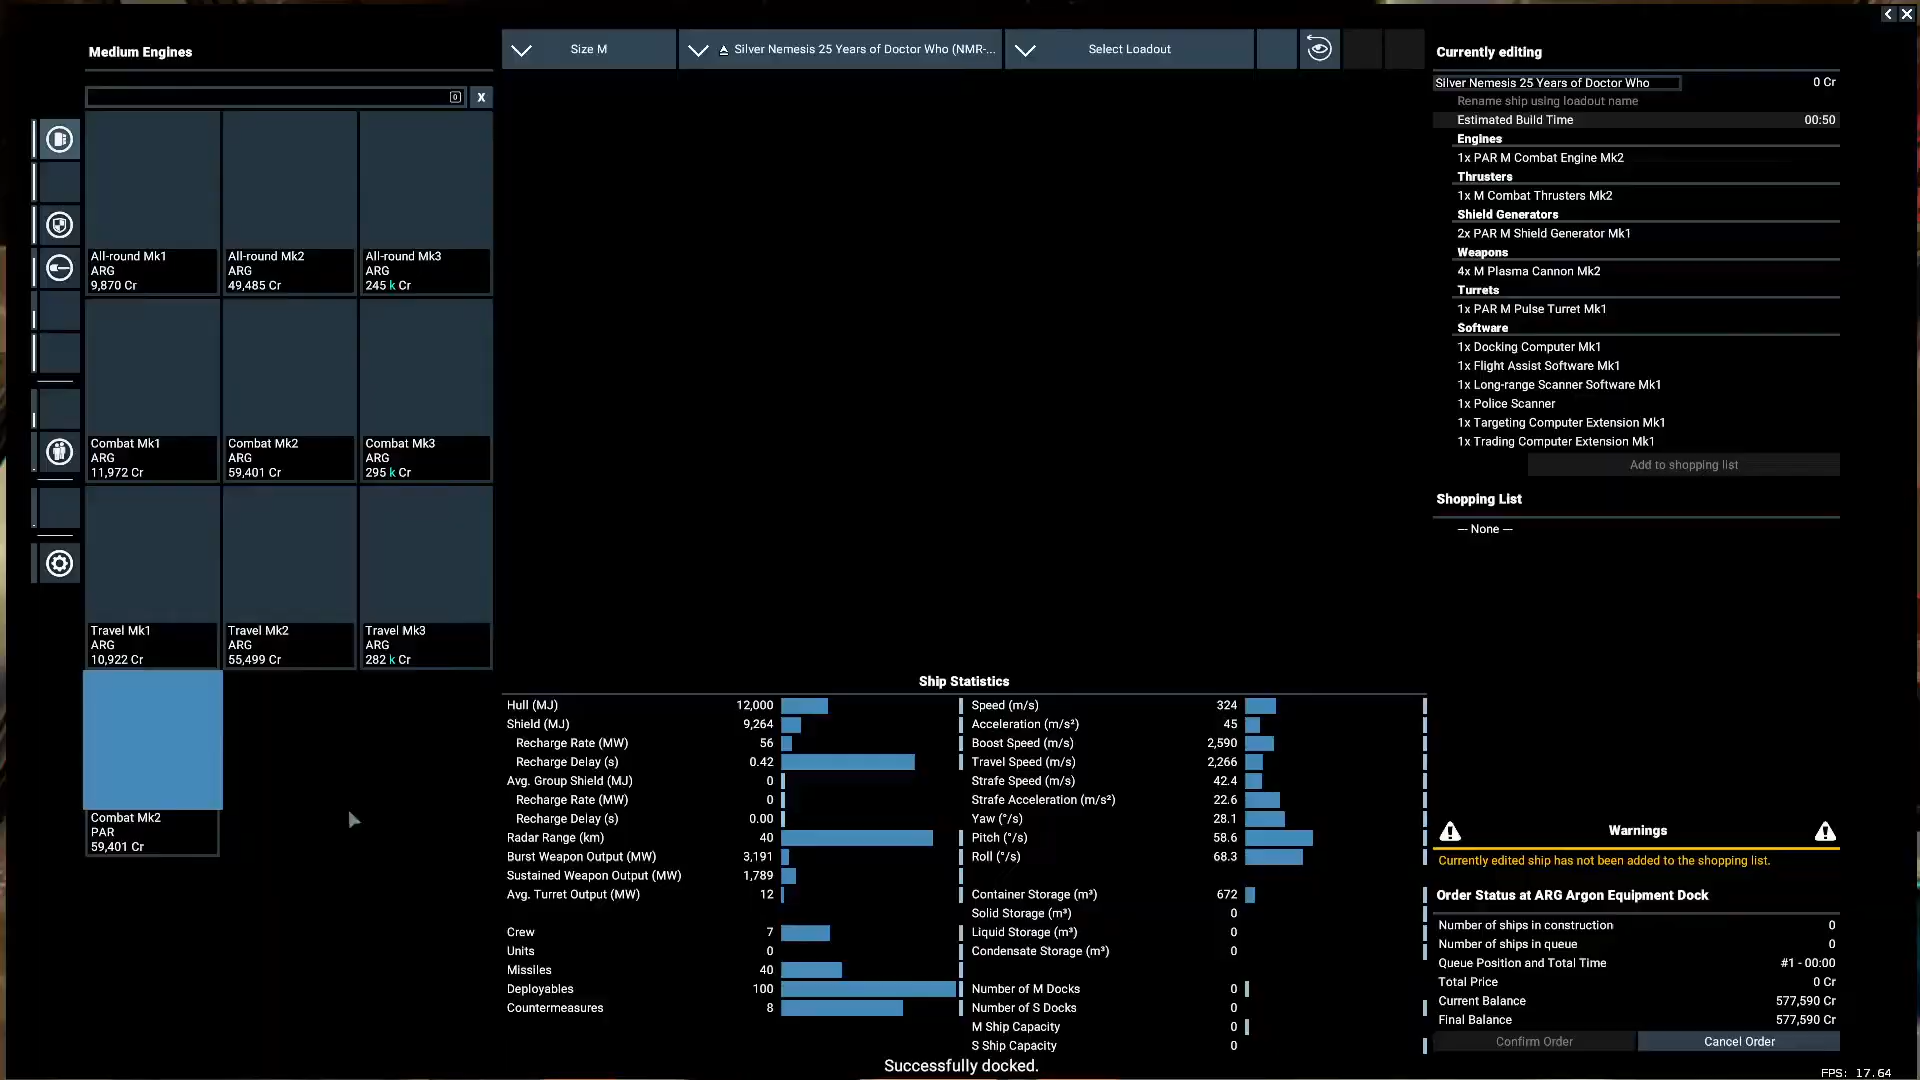 Medium Engines
Size M
Silver Nemesis 25 Years of Doctor Who (NMR-...
Select Loadout
0
X
All-round Mk1
ARG
9,870 Cr
All-round Mk2
ARG
49,485 Cr
All-round Mk3
ARG
245 k Cr
Combat Mk1
ARG
11,972 Cr
Combat Mk2
ARG
59,401 Cr
Combat Mk3
ARG
295 k Cr
Travel Mk1
ARG
10,922 Cr
Travel Mk2
ARG
55,499 Cr
Travel Mk3
ARG
282 k Cr
Combat Mk2
PAR
59,401 Cr
Ship Statistics
Hull (MJ) 12,000
Shield (MJ) 9,264
Recharge Rate (MW) 56
Recharge Delay (s) 0.42
Avg. Group Shield (MJ) 0
Recharge Rate (MW) 0
Recharge Delay (s) 0.00
Radar Range (km) 40
Burst Weapon Output (MW) 3,191
Sustained Weapon Output (MW) 1,789
Avg. Turret Output (MW) 12
Crew 7
Units 0
Missiles 40
Deployables 100
Countermeasures 8
Speed (m/s) 324
Acceleration (m/s²) 45
Boost Speed (m/s) 2,590
Travel Speed (m/s) 2,266
Strafe Speed (m/s) 42.4
Strafe Acceleration (m/s²) 22.6
Yaw (°/s) 28.1
Pitch (°/s) 58.6
Roll (°/s) 68.3
Container Storage (m³) 672
Solid Storage (m³) 0
Liquid Storage (m³) 0
Condensate Storage (m³) 0
Number of M Docks 0
Number of S Docks 0
M Ship Capacity 0
S Ship Capacity 0
Successfully docked.
Currently editing
Silver Nemesis 25 Years of Doctor Who 0 Cr
Rename ship using loadout name
Estimated Build Time 00:50
Engines
1x PAR M Combat Engine Mk2
Thrusters
1x M Combat Thrusters Mk2
Shield Generators
2x PAR M Shield Generator Mk1
Weapons
4x M Plasma Cannon Mk2
Turrets
1x PAR M Pulse Turret Mk1
Software
1x Docking Computer Mk1
1x Flight Assist Software Mk1
1x Long-range Scanner Software Mk1
1x Police Scanner
1x Targeting Computer Extension Mk1
1x Trading Computer Extension Mk1
Add to shopping list
Shopping List
— None —
Warnings
Currently edited ship has not been added to the shopping list.
Order Status at ARG Argon Equipment Dock
Number of ships in construction 0
Number of ships in queue 0
Queue Position and Total Time #1 - 00:00
Total Price 0 Cr
Current Balance 577,590 Cr
Final Balance 577,590 Cr
Confirm Order
Cancel Order
FPS: 17.64